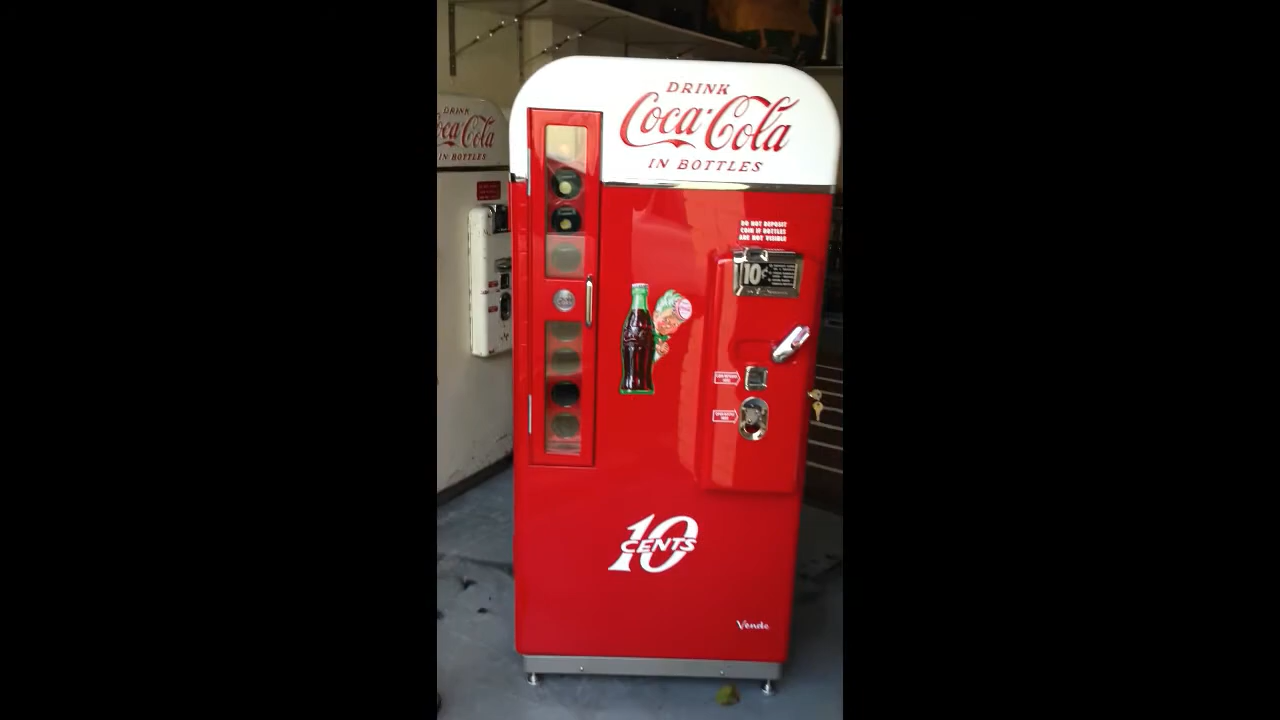 DRINK
Coca-Cola
IN BOTTLES
DRINK
Coca-Cola
IN BOTTLES
DO NOT DEPOSIT
COIN IF BOTTLES
ARE NOT VISIBLE
10¢
10
CENTS
Vendo